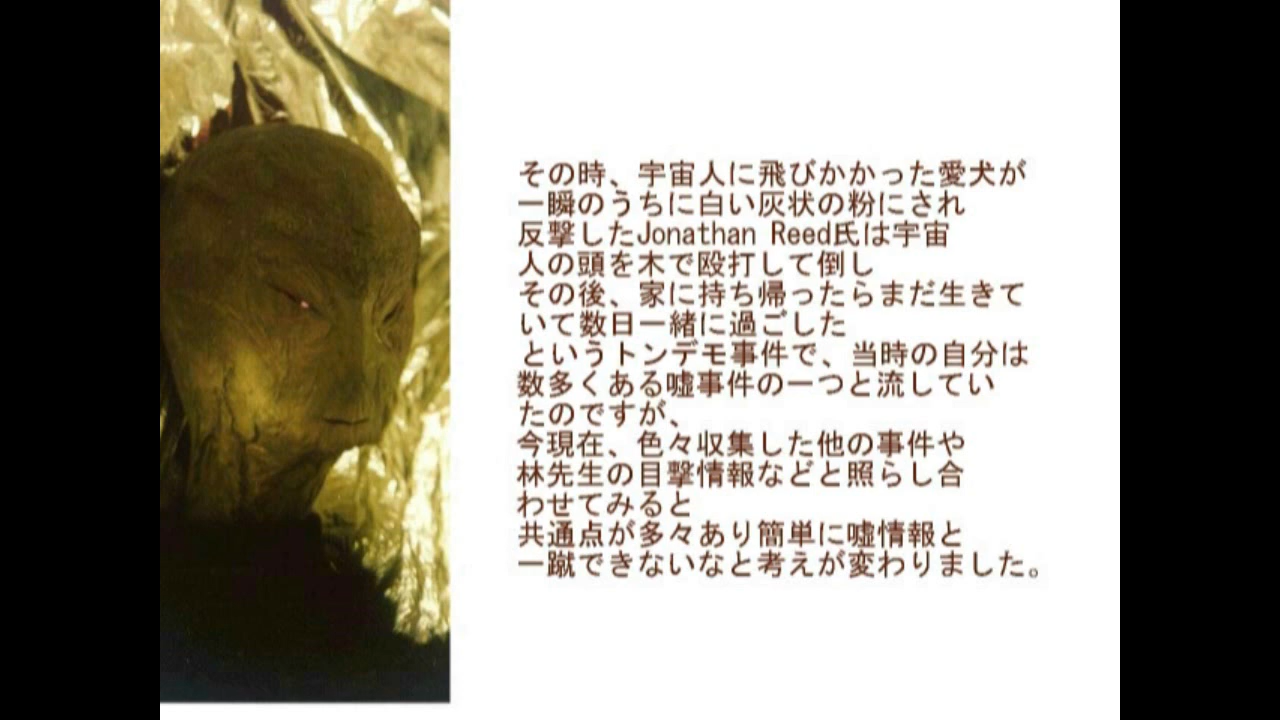 その時、宇宙人に飛びかかった愛犬が
一瞬のうちに白い灰状の粉にされ
反撃したJonathan Reed氏は宇宙
人の頭を木で殴打して倒し
その後、家に持ち帰ったらまだ生きて
いて数日一緒に過ごした
というトンデモ事件で、当時の自分は
数多くある嘘事件の一つと流してい
たのですが、
今現在、色々収集した他の事件や
林先生の目撃情報などと照らし合
わせてみると
共通点が多々あり簡単に嘘情報と
一蹴できないなと考えが変わりました。